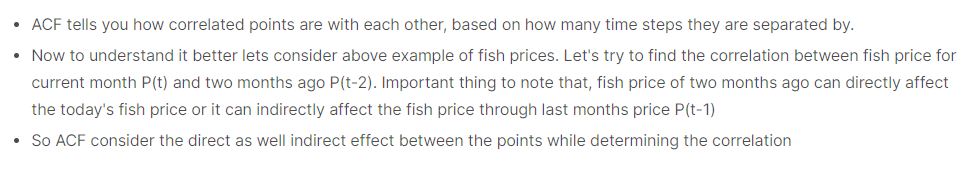 • ACF tells you how correlated points are with each other, based on how many time steps they are separated by.
• Now to understand it better lets consider above example of fish prices. Let's try to find the correlation between fish price for
current month P(t) and two months ago P(t-2). Important thing to note that, fish price of two months ago can directly affect
the today's fish price or it can indirectly affect the fish price through last months price P(t-1)
• So ACF consider the direct as well indirect effect between the points while determining the correlation